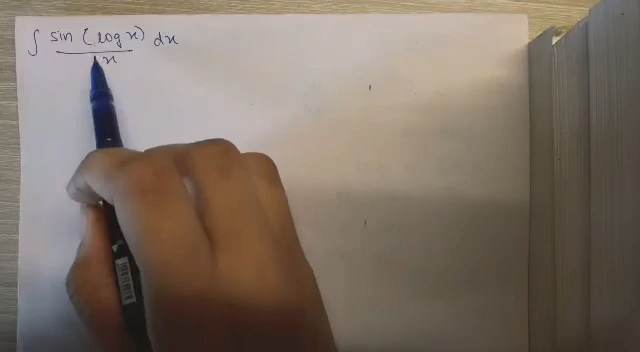 ∫ sin (log x) dx
x